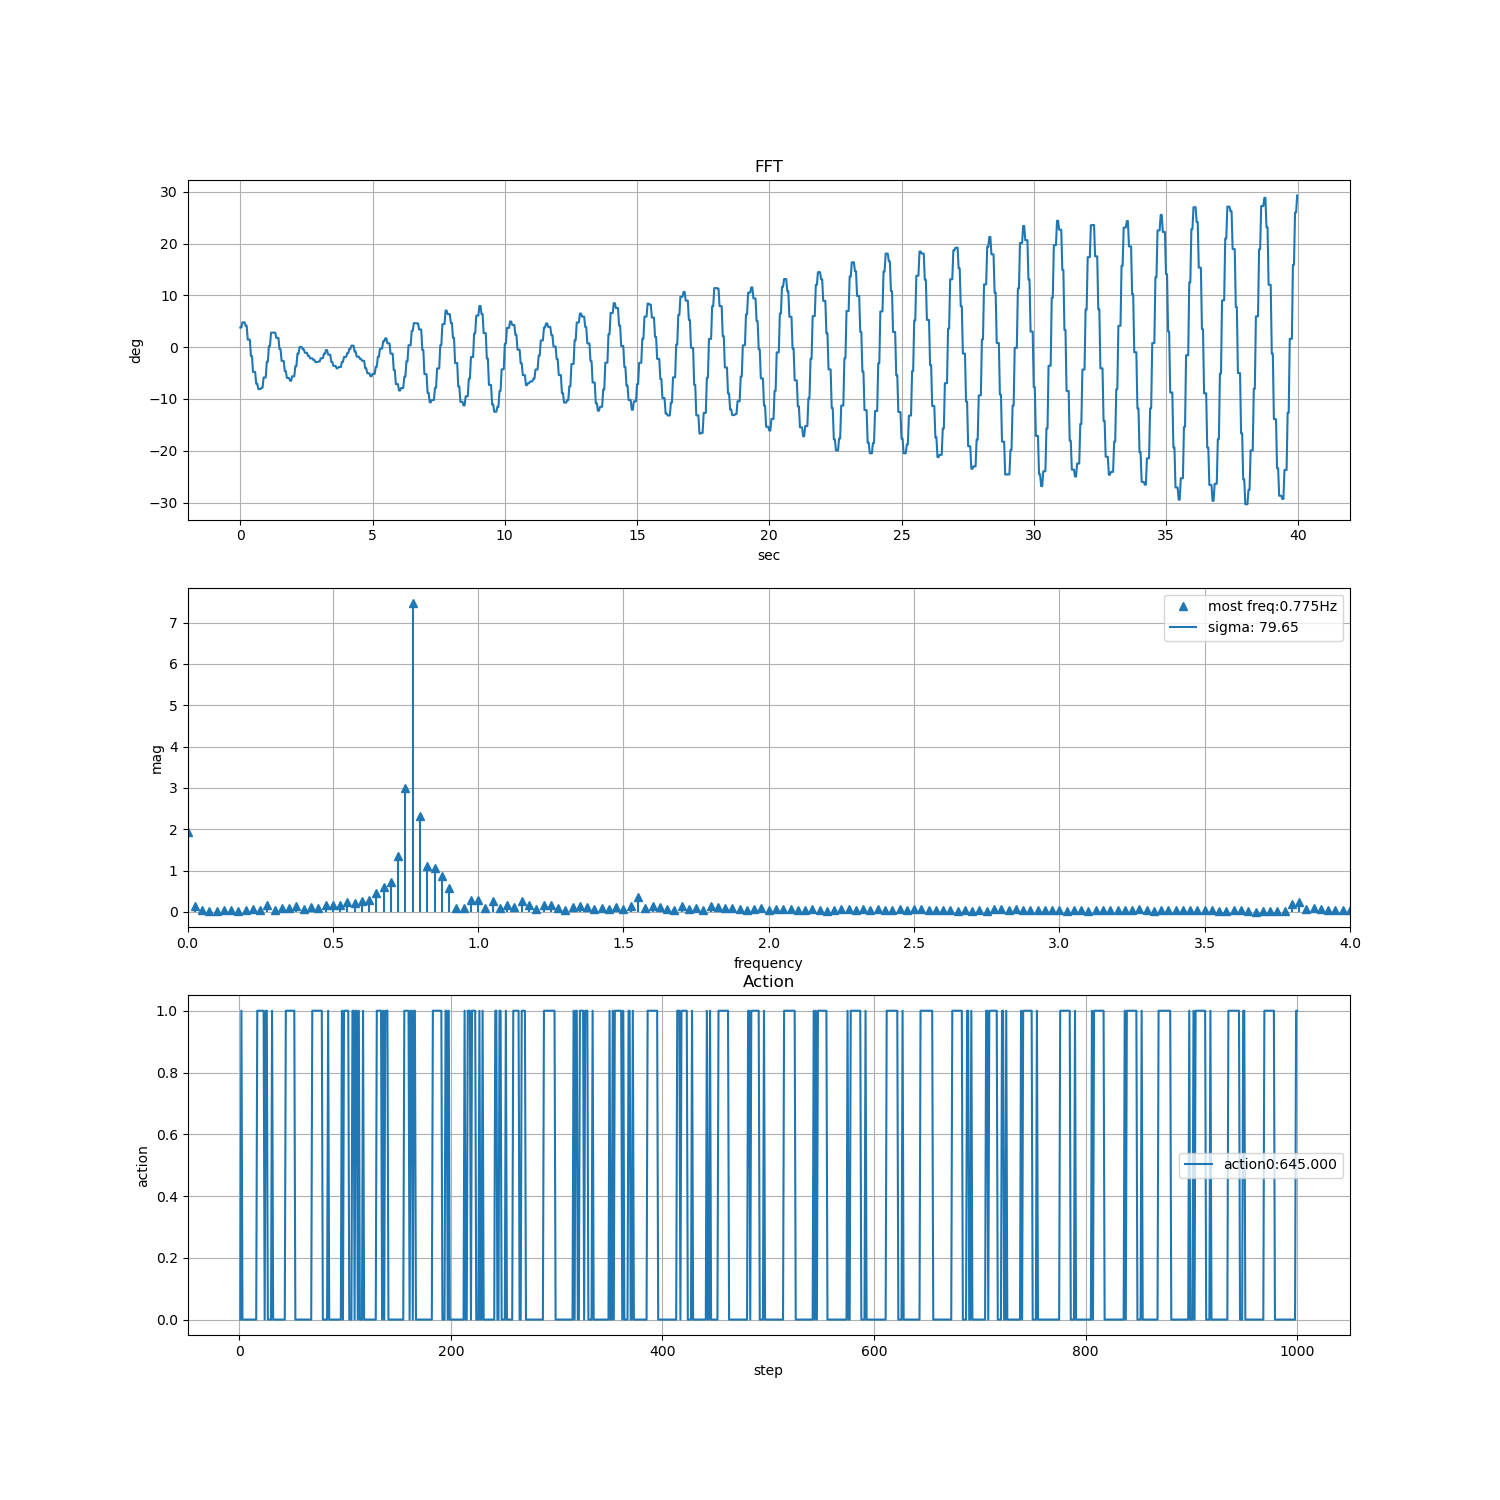 FFT
30
20
10
0
−10
−20
−30
deg
0 5 10 15 20 25 30 35 40
sec
most freq:0.775Hz
sigma: 79.65
7
6
5
4
3
2
1
0
mag
0.0 0.5 1.0 1.5 2.0 2.5 3.0 3.5 4.0
frequency
Action
1.0
0.8
0.6
0.4
0.2
0.0
action
action0:645.000
0 200 400 600 800 1000
step